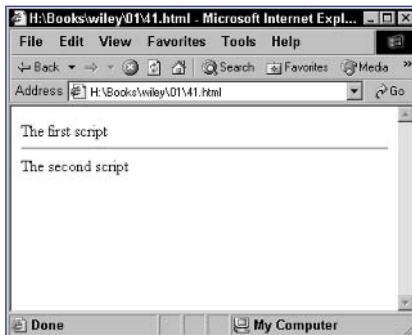 H:\Books\wiley\01\41.html - Microsoft Internet Expl...
File Edit View Favorites Tools Help
Back Search Favorites Media »
Address H:\Books\wiley\01\41.html Go
The first script
The second script
Done My Computer